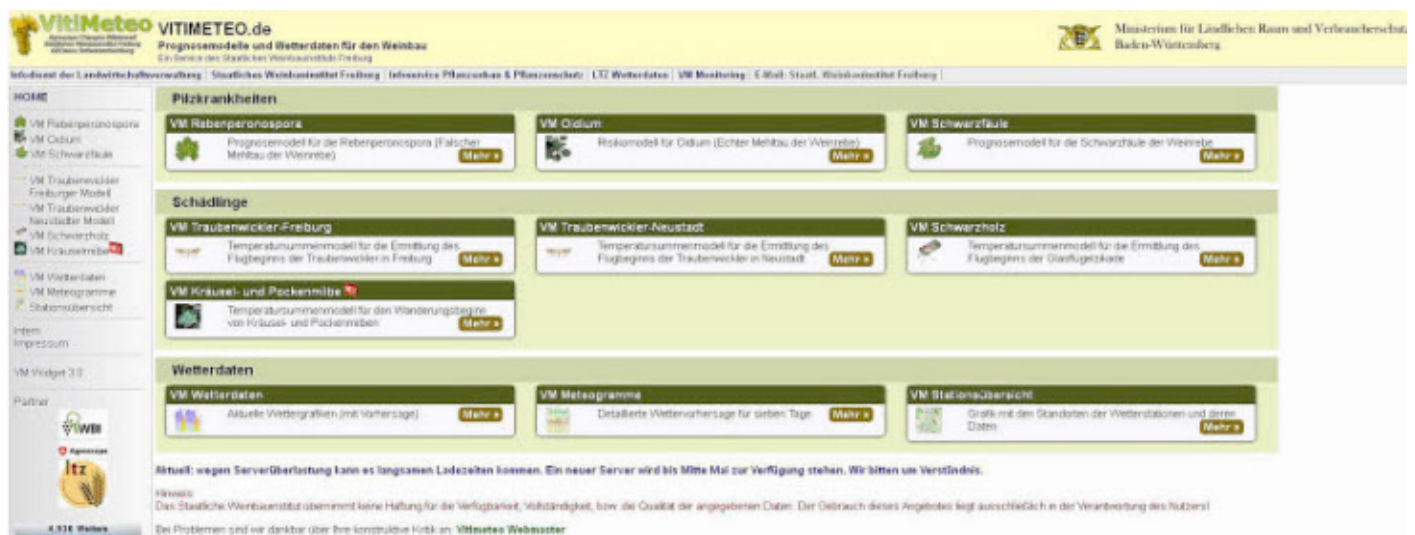 VitiMeteo
VITIMETEO.de
Prognosemodelle und Wetterdaten für den Weinbau
Ein Service des Staatlichen Weinbauinstituts Freiburg
Ministerium für Ländlichen Raum und Verbraucherschutz
Baden-Württemberg
Infodienst der Landwirtschaftsverwaltung | Staatliches Weinbauinstitut Freiburg | Infoservice Pflanzenbau & Pflanzenschutz | LTZ Wetterdaten | VM Monitoring | E-Mail: Staatl. Weinbauinstitut Freiburg |
HOME
VM Rebenperonospora
VM Oidium
VM Schwarzfäule
VM Traubenwickler
Freiburger Modell
VM Traubenwickler
Neustadter Modell
VM Schwarzholz
VM Kräuselmilbe
VM Wetterdaten
VM Meteogramme
Stationsübersicht
Intern
Impressum
VM Widget 3.0
Partner
WBI
Agroscope
ltz
4,936 Weitere
Pilzkrankheiten
VM Rebenperonospora
Prognosemodell für die Rebenperonospora (Falscher
Mehltau der Weinrebe)
Mehr »
VM Oidium
Risikomodell für Oidium (Echter Mehltau der Weinrebe)
Mehr »
VM Schwarzfäule
Prognosemodell für die Schwarzfäule der Weinrebe
Mehr »
Schädlinge
VM Traubenwickler-Freiburg
Temperatursummenmodell für die Ermittlung des
Flugbeginns der Traubenwickler in Freiburg
Mehr »
VM Traubenwickler-Neustadt
Temperatursummenmodell für die Ermittlung des
Flugbeginns der Traubenwickler in Neustadt
Mehr »
VM Schwarzholz
Temperatursummenmodell für die Ermittlung des
Flugbeginns der Glasflügelzikade
Mehr »
VM Kräusel- und Pockenmilbe
Temperatursummenmodell für den Wanderungsbeginn
von Kräusel- und Pockenmilben
Mehr »
Wetterdaten
VM Wetterdaten
Aktuelle Wettergrafiken (mit Vorhersage)
Mehr »
VM Meteogramme
Detaillierte Wettervorhersage für sieben Tage
Mehr »
VM Stationsübersicht
Grafik mit den Standorten der Wetterstationen und deren
Daten
Mehr »
Aktuell: wegen Serverüberlastung kann es langsamen Ladezeiten kommen. Ein neuer Server wird bis Mitte Mai zur Verfügung stehen. Wir bitten um Verständnis.
Hinweis:
Das Staatliche Weinbauinstitut übernimmt keine Haftung für die Verfügbarkeit, Vollständigkeit, bzw. die Qualität der angegebenen Daten. Der Gebrauch dieses Angebotes liegt ausschließlich in der Verantwortung des Nutzers!
Bei Problemen sind wir dankbar über Ihre konstruktive Kritik an: Vitimeteo Webmaster